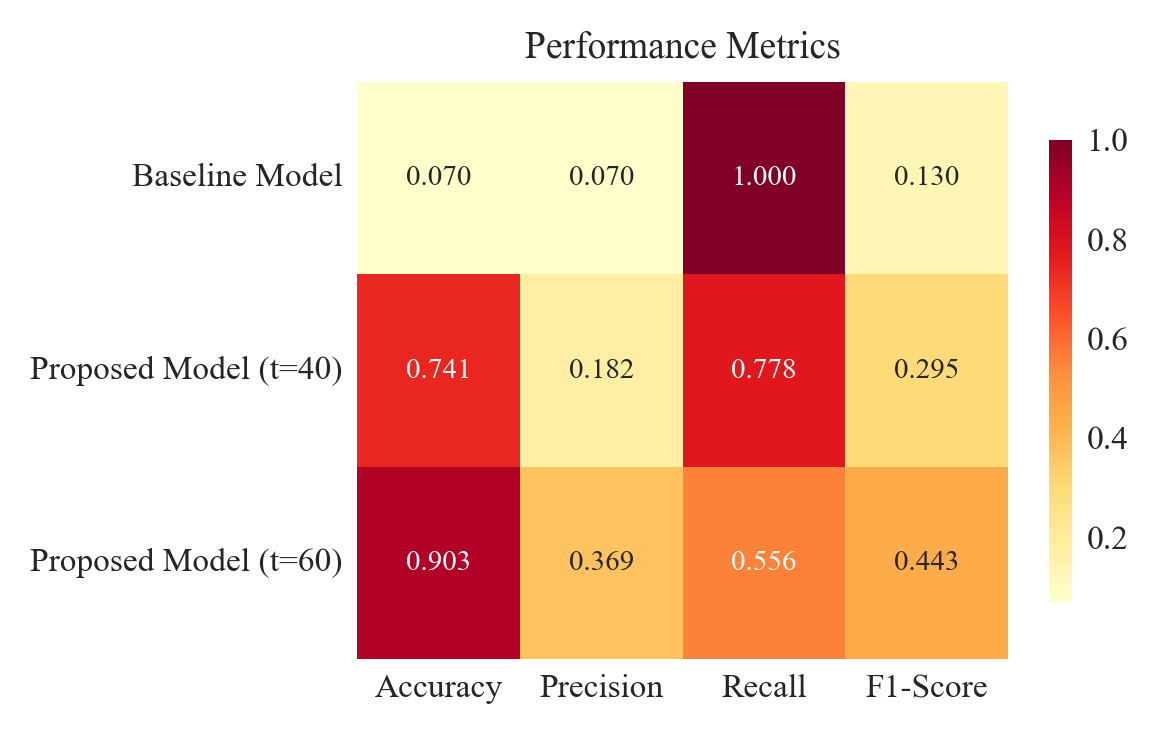 Performance Metrics
Baseline Model 0.070 0.070 1.000 0.130
Proposed Model (t=40) 0.741 0.182 0.778 0.295
Proposed Model (t=60) 0.903 0.369 0.556 0.443
Accuracy Precision Recall F1-Score
1.0
0.8
0.6
0.4
0.2